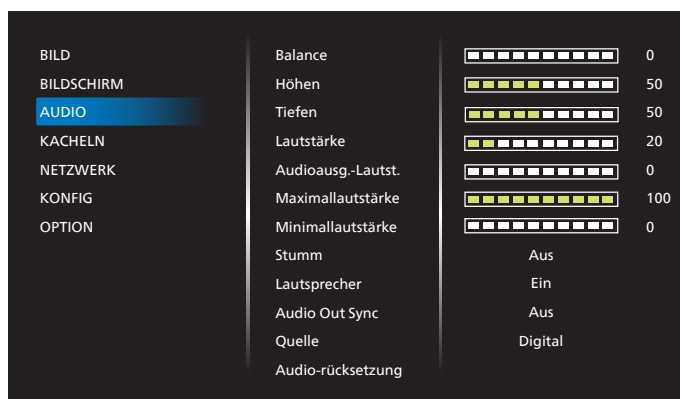 BILD
BILDSCHIRM
AUDIO
KACHELN
NETZWERK
KONFIG
OPTION
Balance 0
Höhen 50
Tiefen 50
Lautstärke 20
Audioausg.-Lautst. 0
Maximallautstärke 100
Minimallautstärke 0
Stumm Aus
Lautsprecher Ein
Audio Out Sync Aus
Quelle Digital
Audio-rücksetzung